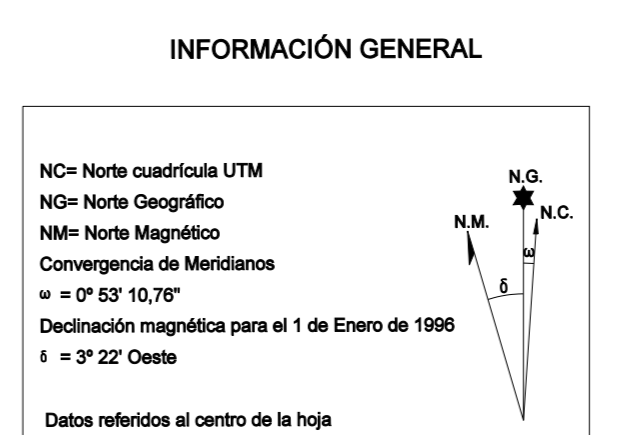 INFORMACIÓN GENERAL
NC= Norte cuadrícula UTM
NG= Norte Geográfico
NM= Norte Magnético
Convergencia de Meridianos
ω = 0º 53' 10,76"
Declinación magnética para el 1 de Enero de 1996
δ = 3º 22' Oeste
Datos referidos al centro de la hoja
N.G.
N.M.
N.C.
ω
δ